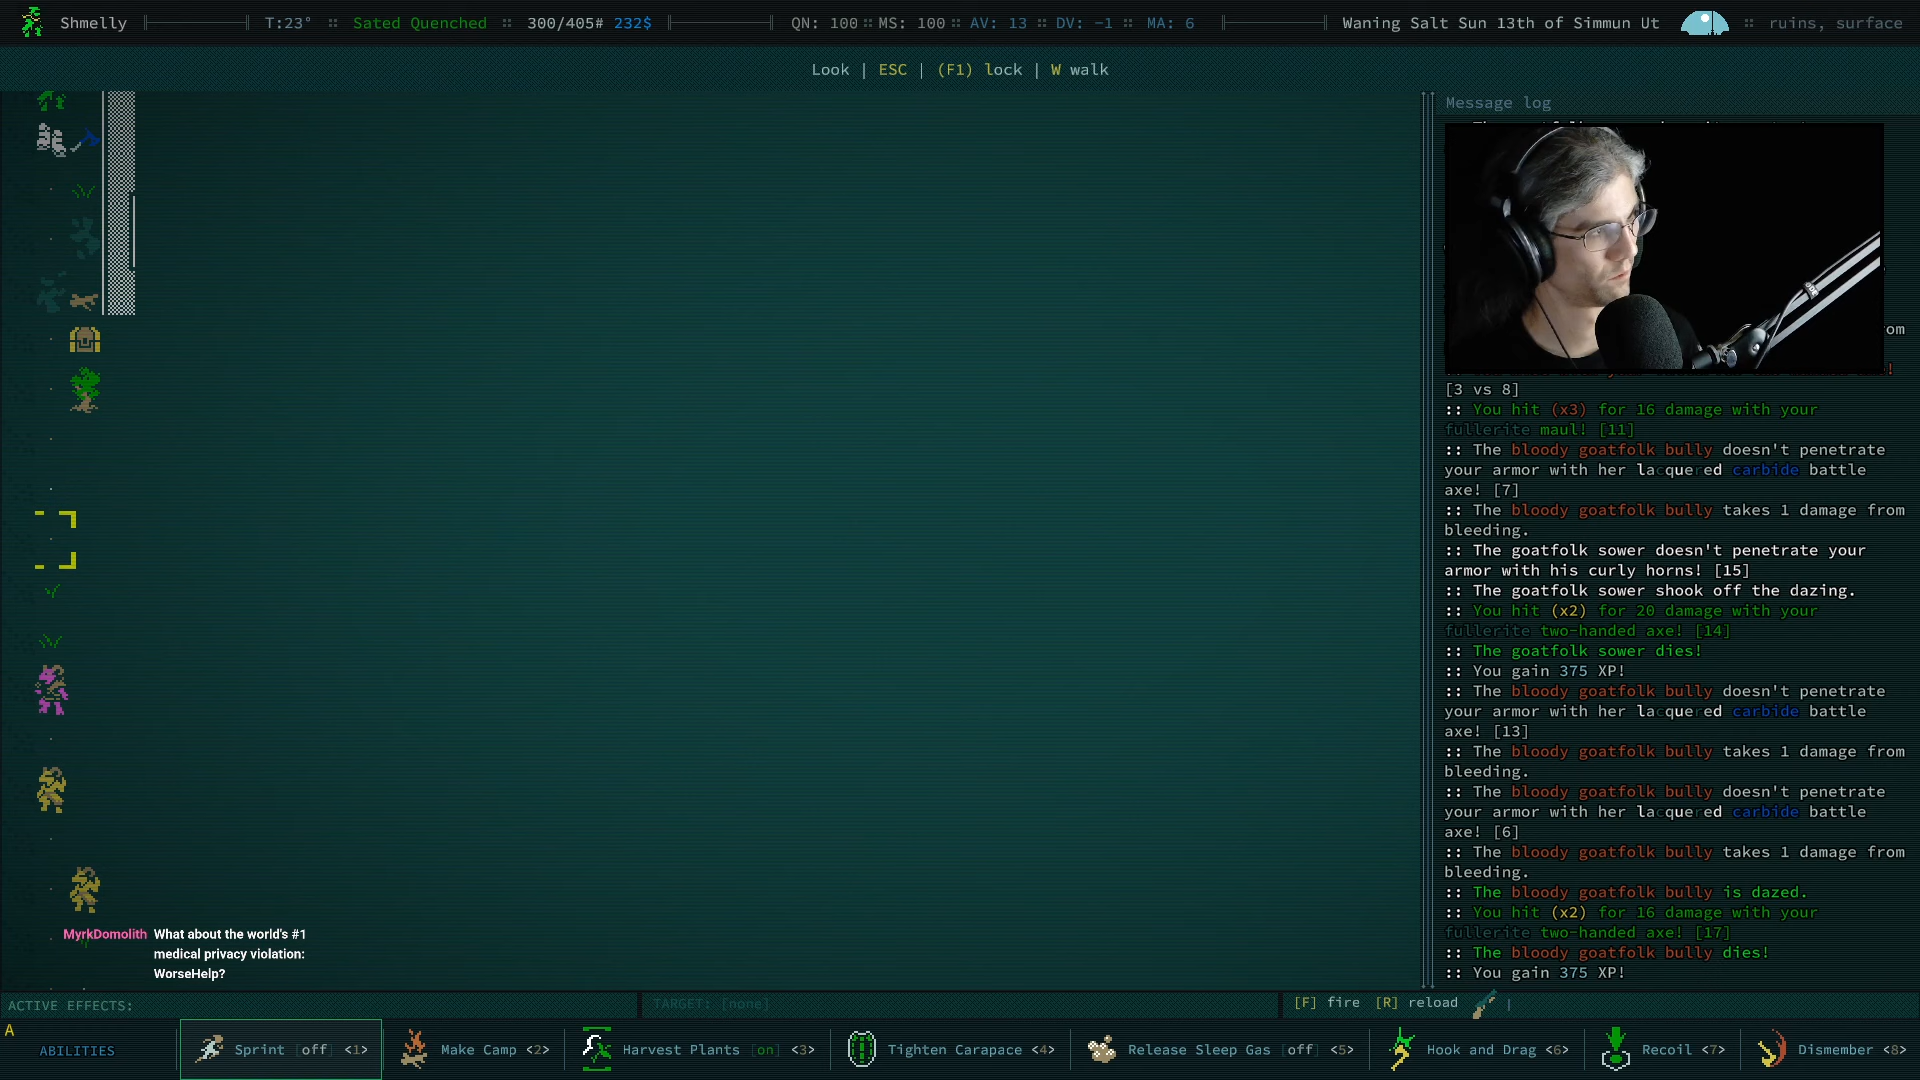 Shmelly T:23° :: Sated Quenched :: 300/405# 232$ QN: 100 :: MS: 100 :: AV: 13 :: DV: -1 :: MA: 6 Waning Salt Sun 13th of Simmun Ut :: ruins, surface
Look | ESC | (F1) lock | W walk
Message log
om
[3 vs 8]
:: You hit (x3) for 16 damage with your
fullerite maul! [11]
:: The bloody goatfolk bully doesn't penetrate
your armor with her lacquered carbide battle
axe! [7]
:: The bloody goatfolk bully takes 1 damage from
bleeding.
:: The goatfolk sower doesn't penetrate your
armor with his curly horns! [15]
:: The goatfolk sower shook off the dazing.
:: You hit (x2) for 20 damage with your
fullerite two-handed axe! [14]
:: The goatfolk sower dies!
:: You gain 375 XP!
:: The bloody goatfolk bully doesn't penetrate
your armor with her lacquered carbide battle
axe! [13]
:: The bloody goatfolk bully takes 1 damage from
bleeding.
:: The bloody goatfolk bully doesn't penetrate
your armor with her lacquered carbide battle
axe! [6]
:: The bloody goatfolk bully takes 1 damage from
bleeding.
:: The bloody goatfolk bully is dazed.
:: You hit (x2) for 16 damage with your
fullerite two-handed axe! [17]
:: The bloody goatfolk bully dies!
:: You gain 375 XP!
MyrkDomolith What about the world's #1
medical privacy violation:
WorseHelp?
ACTIVE EFFECTS: TARGET: [none] [F] fire [R] reload
A
ABILITIES Sprint [off] <1> Make Camp <2> Harvest Plants [on] <3> Tighten Carapace <4> Release Sleep Gas [off] <5> Hook and Drag <6> Recoil <7> Dismember <8>